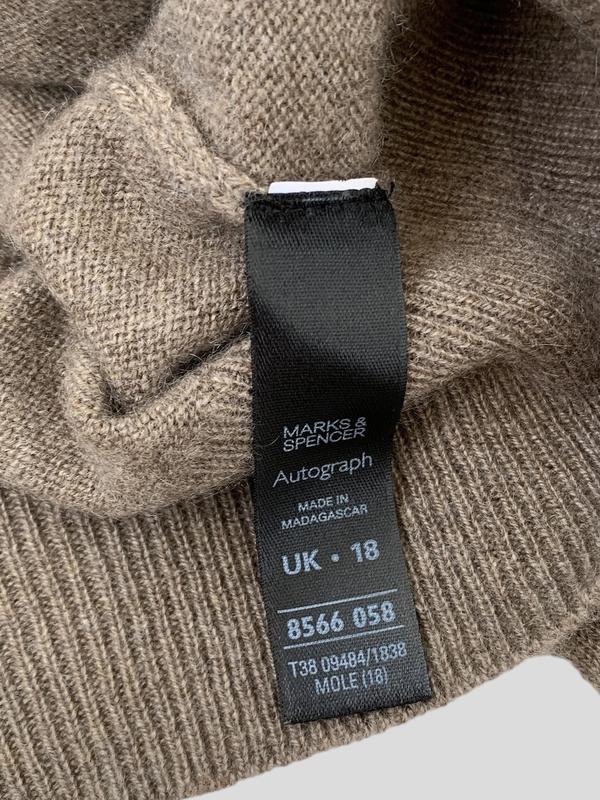 MARKS &
SPENCER
Autograph
MADE IN
MADAGASCAR
UK • 18
8566 058
T38 09484/1838
MOLE (18)